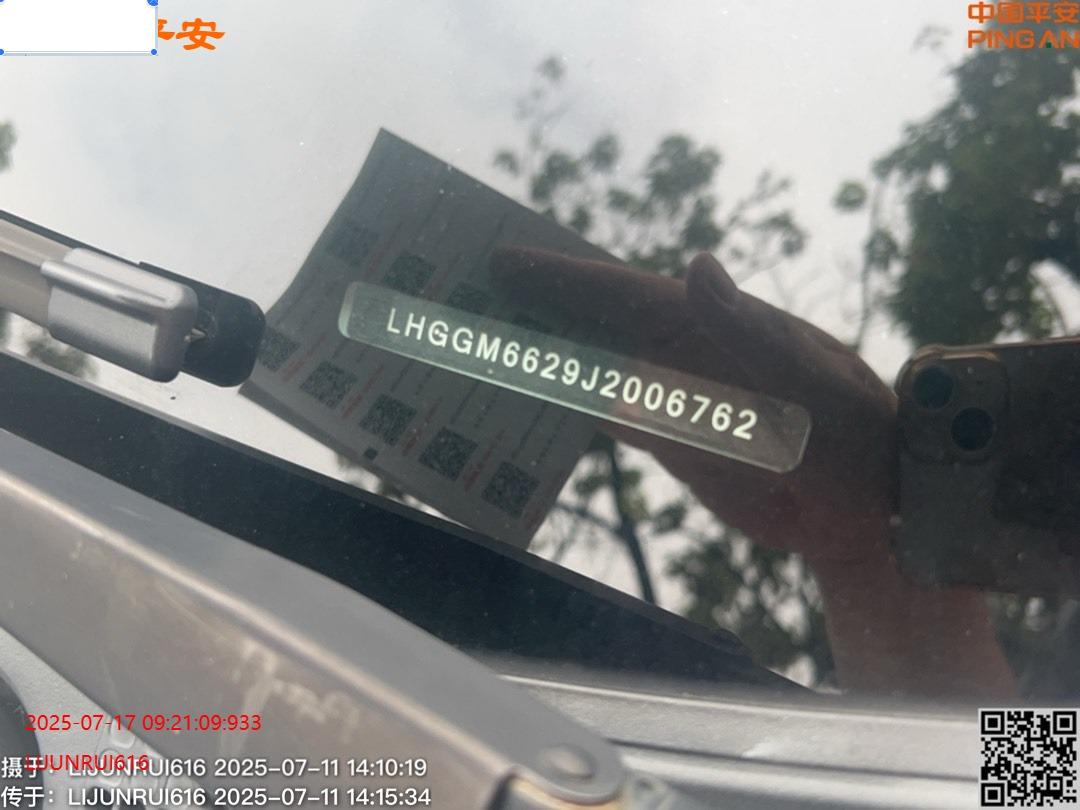 平安
中国平安
PING AN
LHGGM6629J2006762
2025-07-17 09:21:09:933
LIJUNRUI616
摄于：LIJUNRUI616 2025-07-11 14:10:19
传于：LIJUNRUI616 2025-07-11 14:15:34